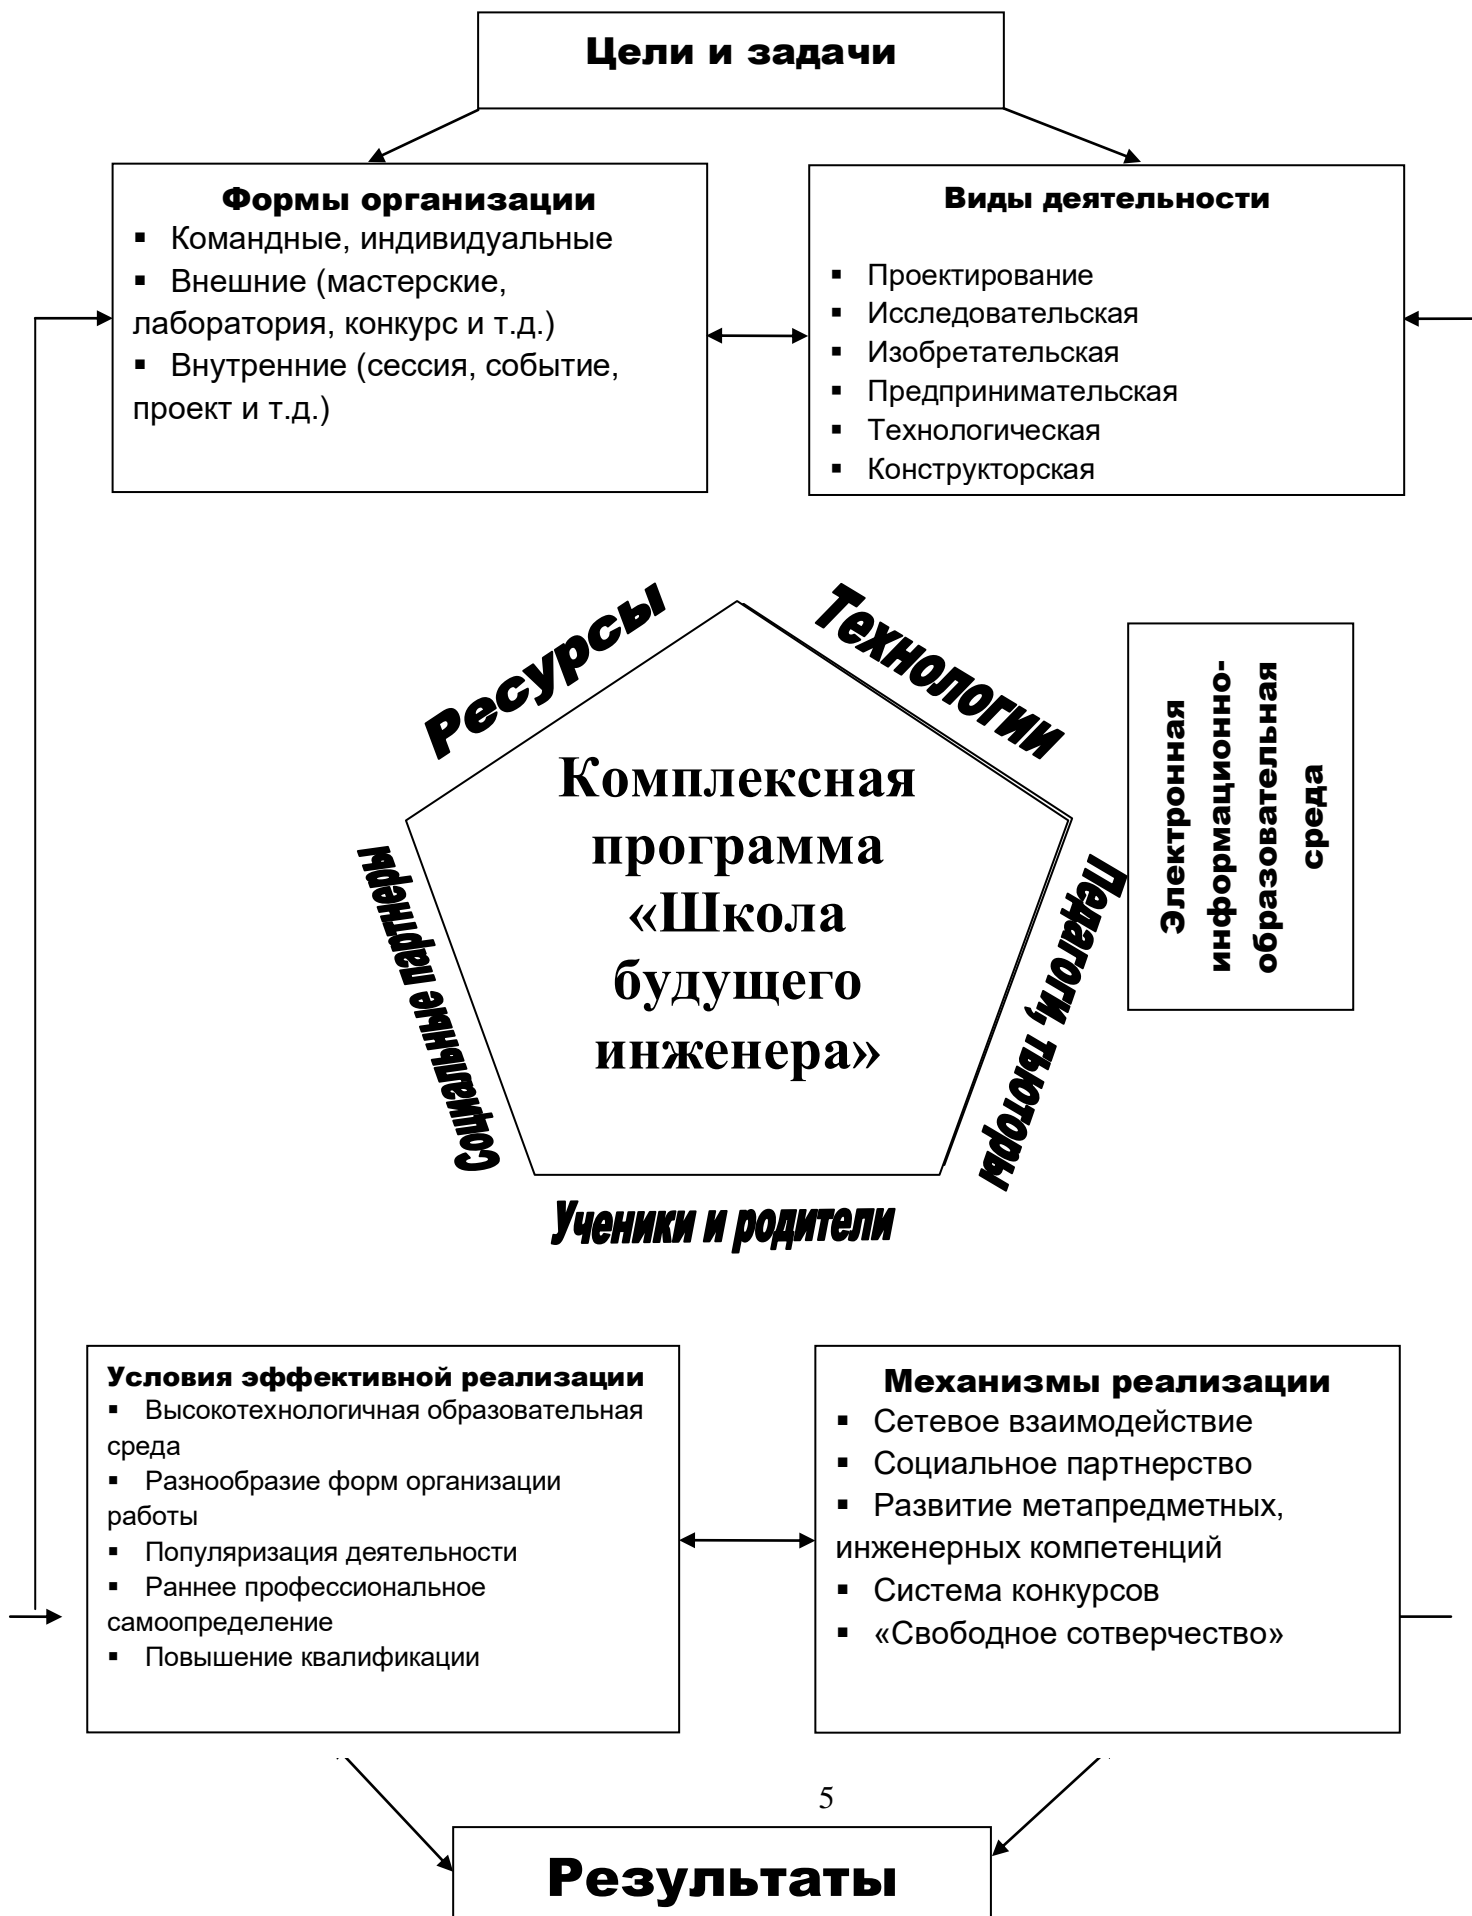 Цели и задачи
Формы организации
▪ Командные, индивидуальные
▪ Внешние (мастерские,
лаборатория, конкурс и т.д.)
▪ Внутренние (сессия, событие,
проект и т.д.)
Виды деятельности
▪ Проектирование
▪ Исследовательская
▪ Изобретательская
▪ Предпринимательская
▪ Технологическая
▪ Конструкторская
Ресурсы
Технологии
Комплексная
программа
«Школа
будущего
инженера»
Социальные партнеры
Педагоги, тьюторы
Ученики и родители
Электронная
информационно-
образовательная
среда
Условия эффективной реализации
▪ Высокотехнологичная образовательная
среда
▪ Разнообразие форм организации
работы
▪ Популяризация деятельности
▪ Раннее профессиональное
самоопределение
▪ Повышение квалификации
Механизмы реализации
▪ Сетевое взаимодействие
▪ Социальное партнерство
▪ Развитие метапредметных,
инженерных компетенций
▪ Система конкурсов
▪ «Свободное сотверчество»
5
Результаты